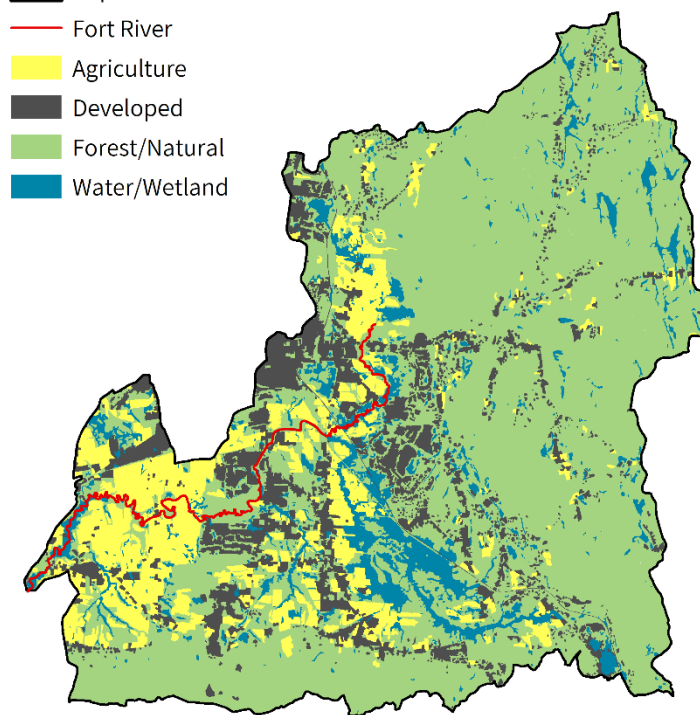 Fort River
Agriculture
Developed
Forest/Natural
Water/Wetland